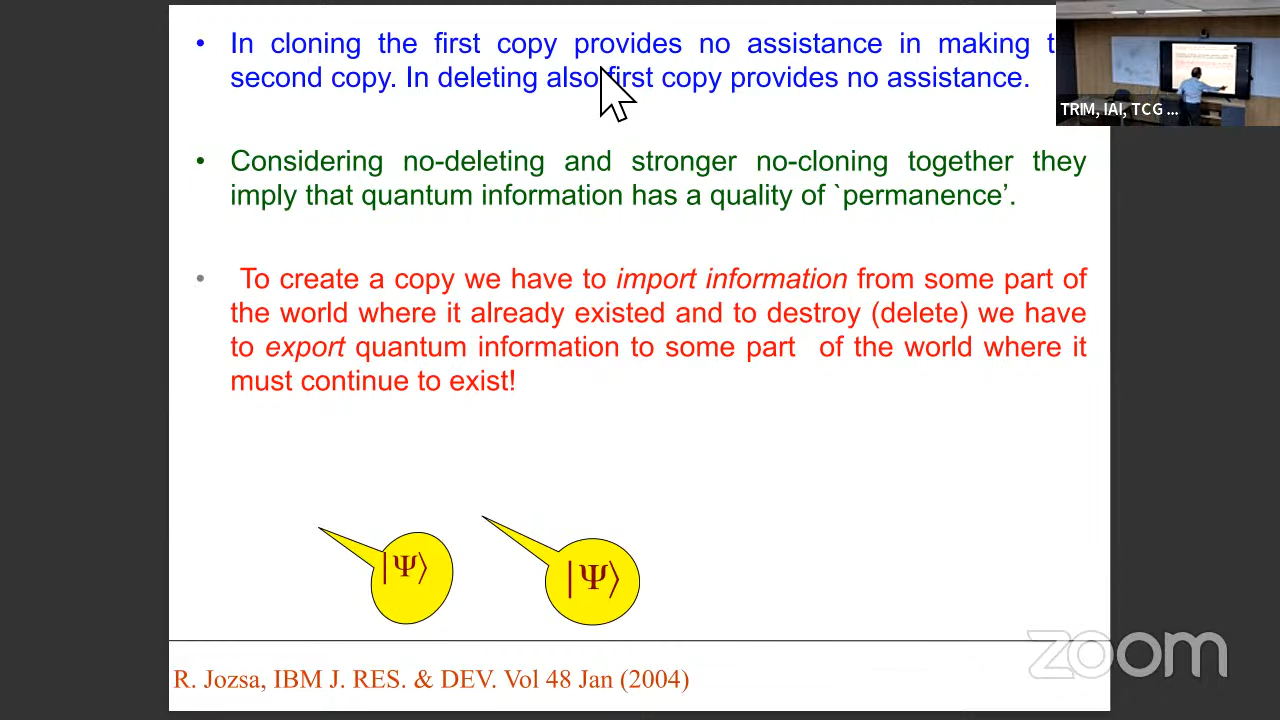 • In cloning the first copy provides no assistance in making t
second copy. In deleting also first copy provides no assistance.
TRIM, IAI, TCG ...
• Considering no-deleting and stronger no-cloning together they
imply that quantum information has a quality of `permanence’.
• To create a copy we have to import information from some part of
the world where it already existed and to destroy (delete) we have
to export quantum information to some part of the world where it
must continue to exist!
|Ψ⟩ |Ψ⟩
zoom
R. Jozsa, IBM J. RES. & DEV. Vol 48 Jan (2004)